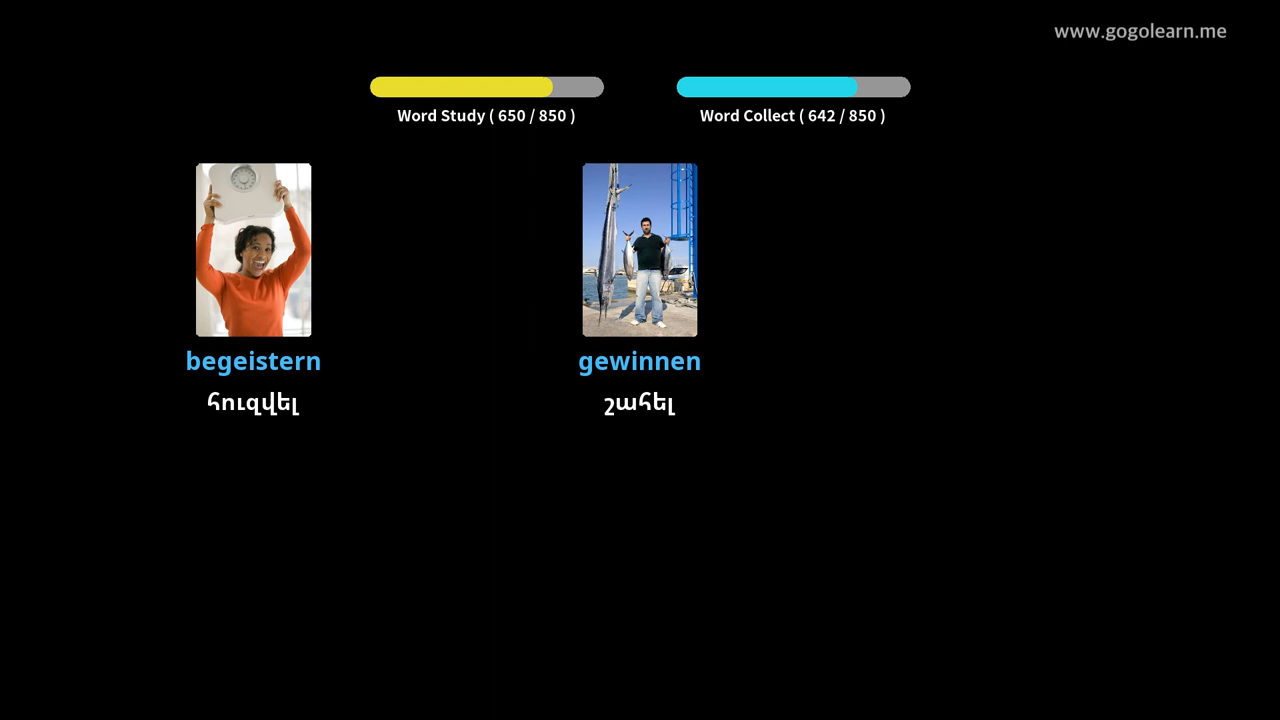 www.gogolearn.me
Word Study ( 650 / 850 )
Word Collect ( 642 / 850 )
begeistern
հուզվել
gewinnen
շահել